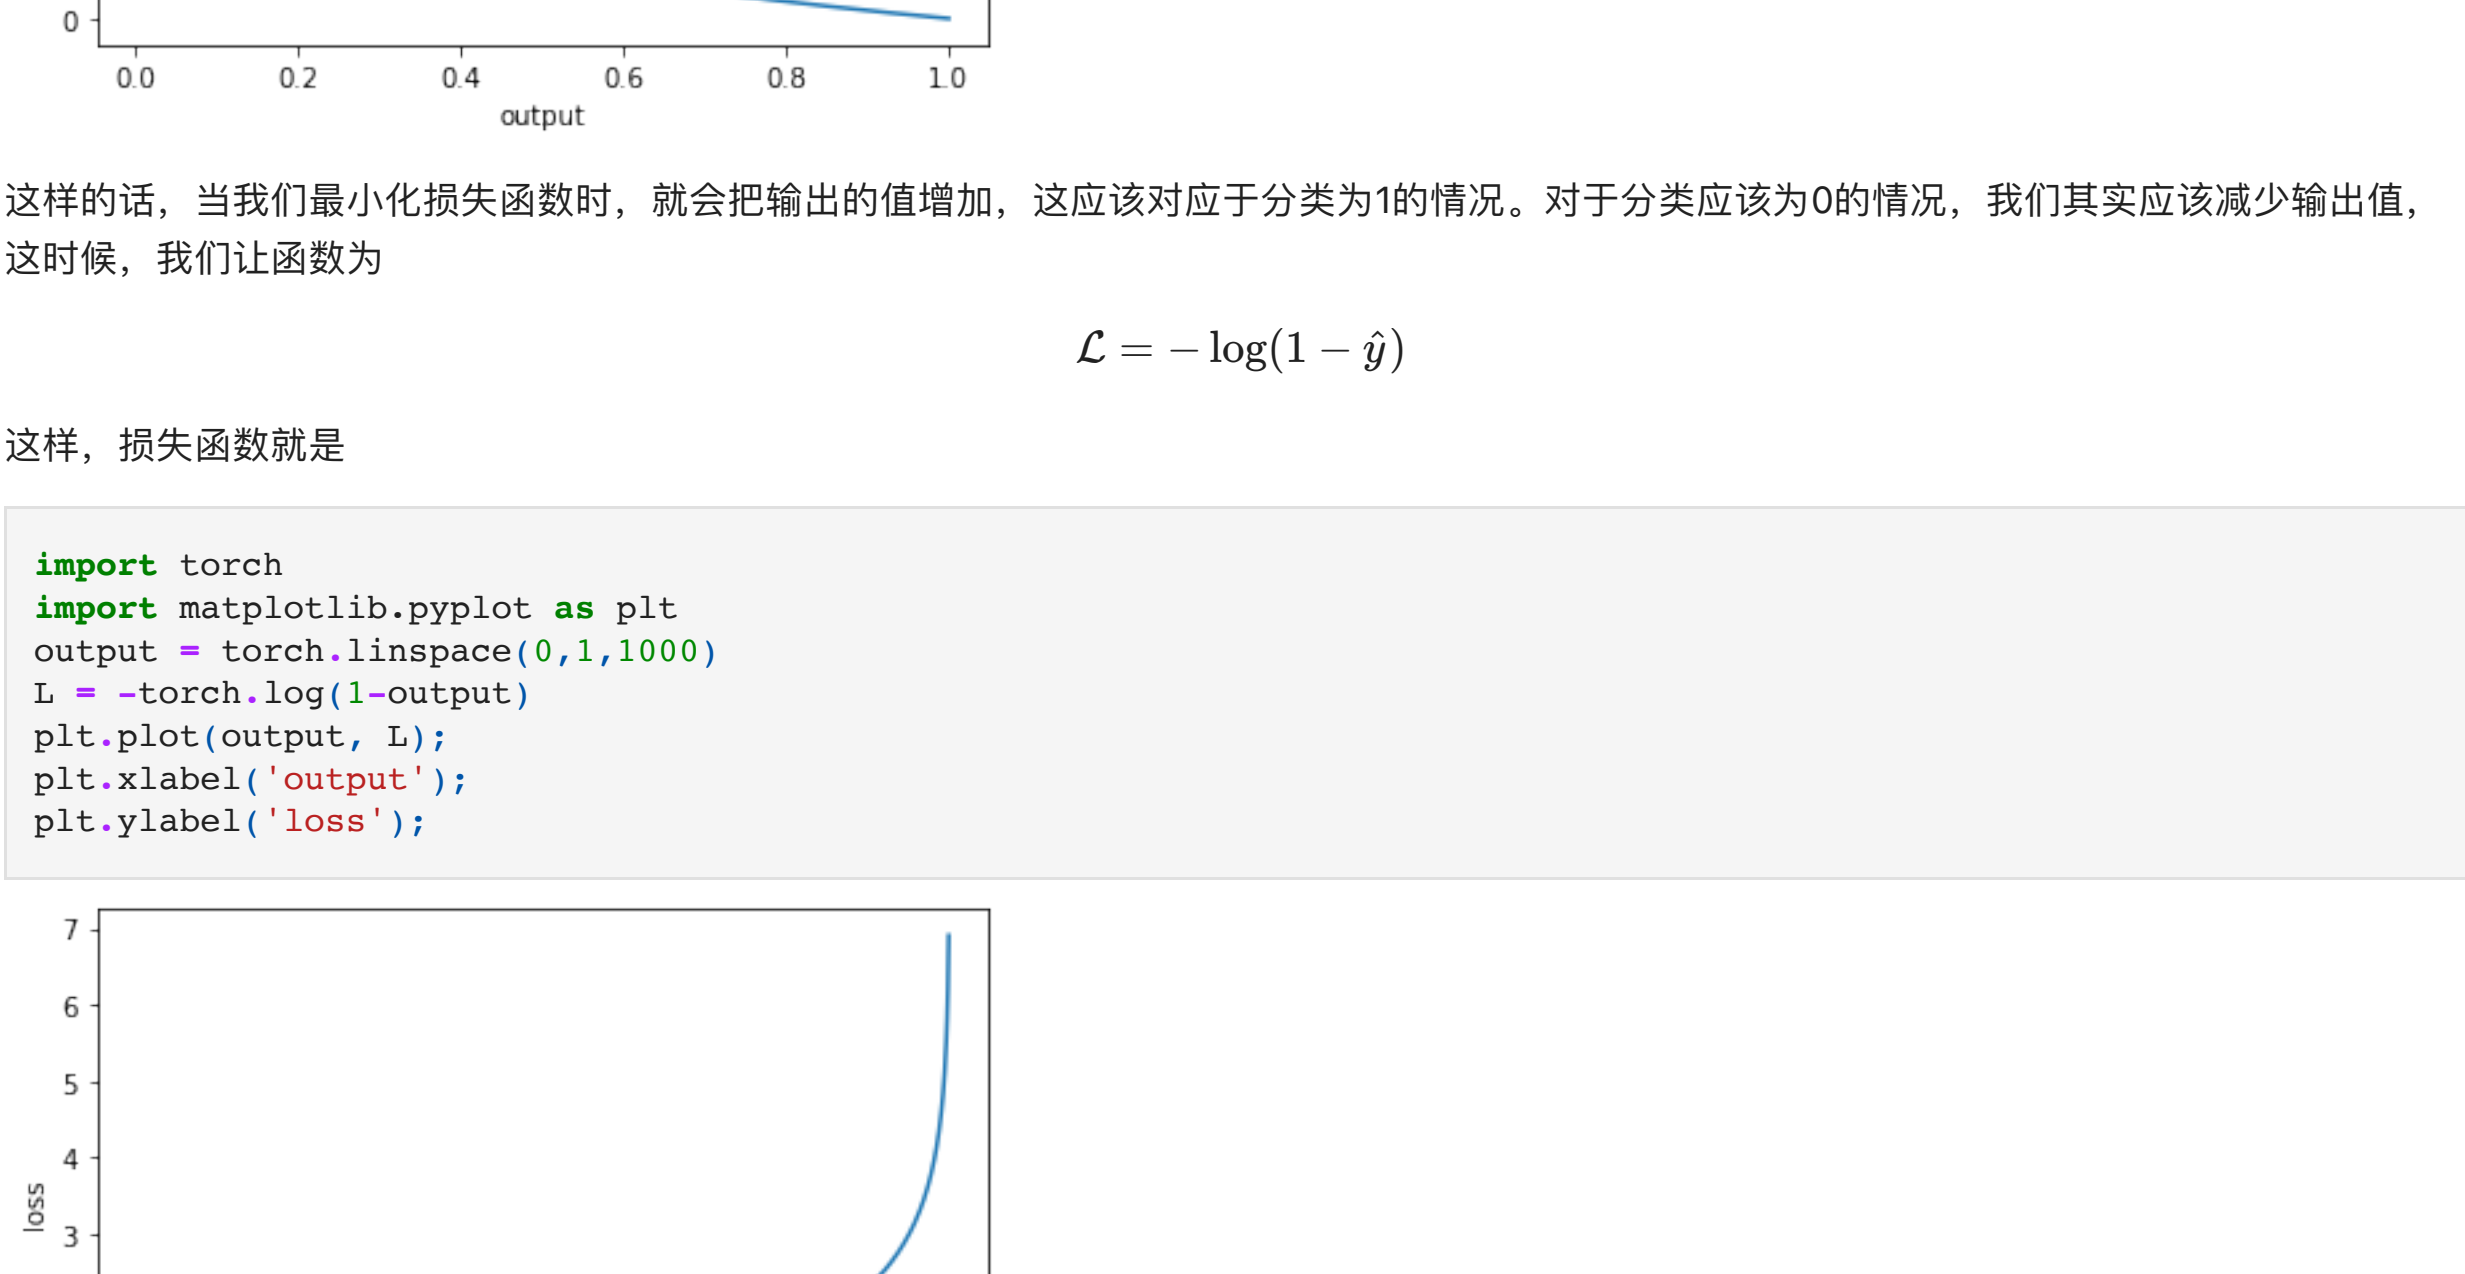 0
0.0 0.2 0.4 0.6 0.8 1.0
output
这样的话，当我们最小化损失函数时，就会把输出的值增加，这应该对应于分类为1的情况。对于分类应该为0的情况，我们其实应该减少输出值，
这时候，我们让函数为
ℒ = − log(1 − ŷ)
这样，损失函数就是
import torch
import matplotlib.pyplot as plt
output = torch.linspace(0,1,1000)
L = -torch.log(1-output)
plt.plot(output, L);
plt.xlabel('output');
plt.ylabel('loss');
7
6
5
4
loss
3